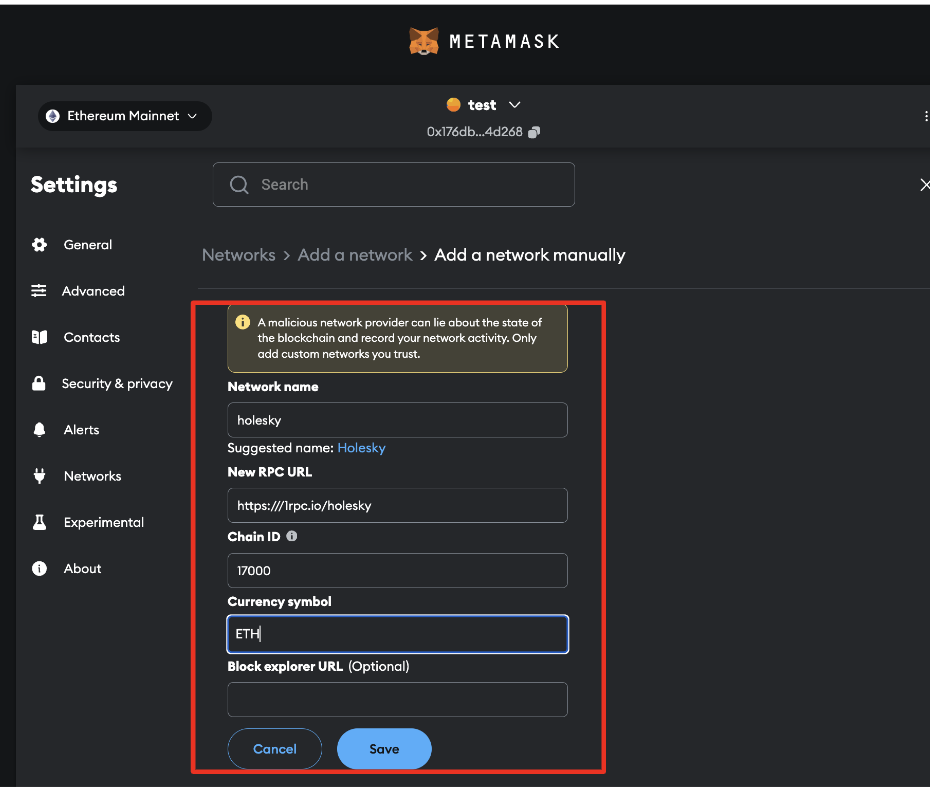 METAMASK
Ethereum Mainnet
test
0x176db...4d268
Settings
Search
General
Advanced
Contacts
Security & privacy
Alerts
Networks
Experimental
About
Networks > Add a network > Add a network manually
A malicious network provider can lie about the state of
the blockchain and record your network activity. Only
add custom networks you trust.
Network name
holesky
Suggested name: Holesky
New RPC URL
https:///1rpc.io/holesky
Chain ID
17000
Currency symbol
ETH
Block explorer URL (Optional)
Cancel
Save